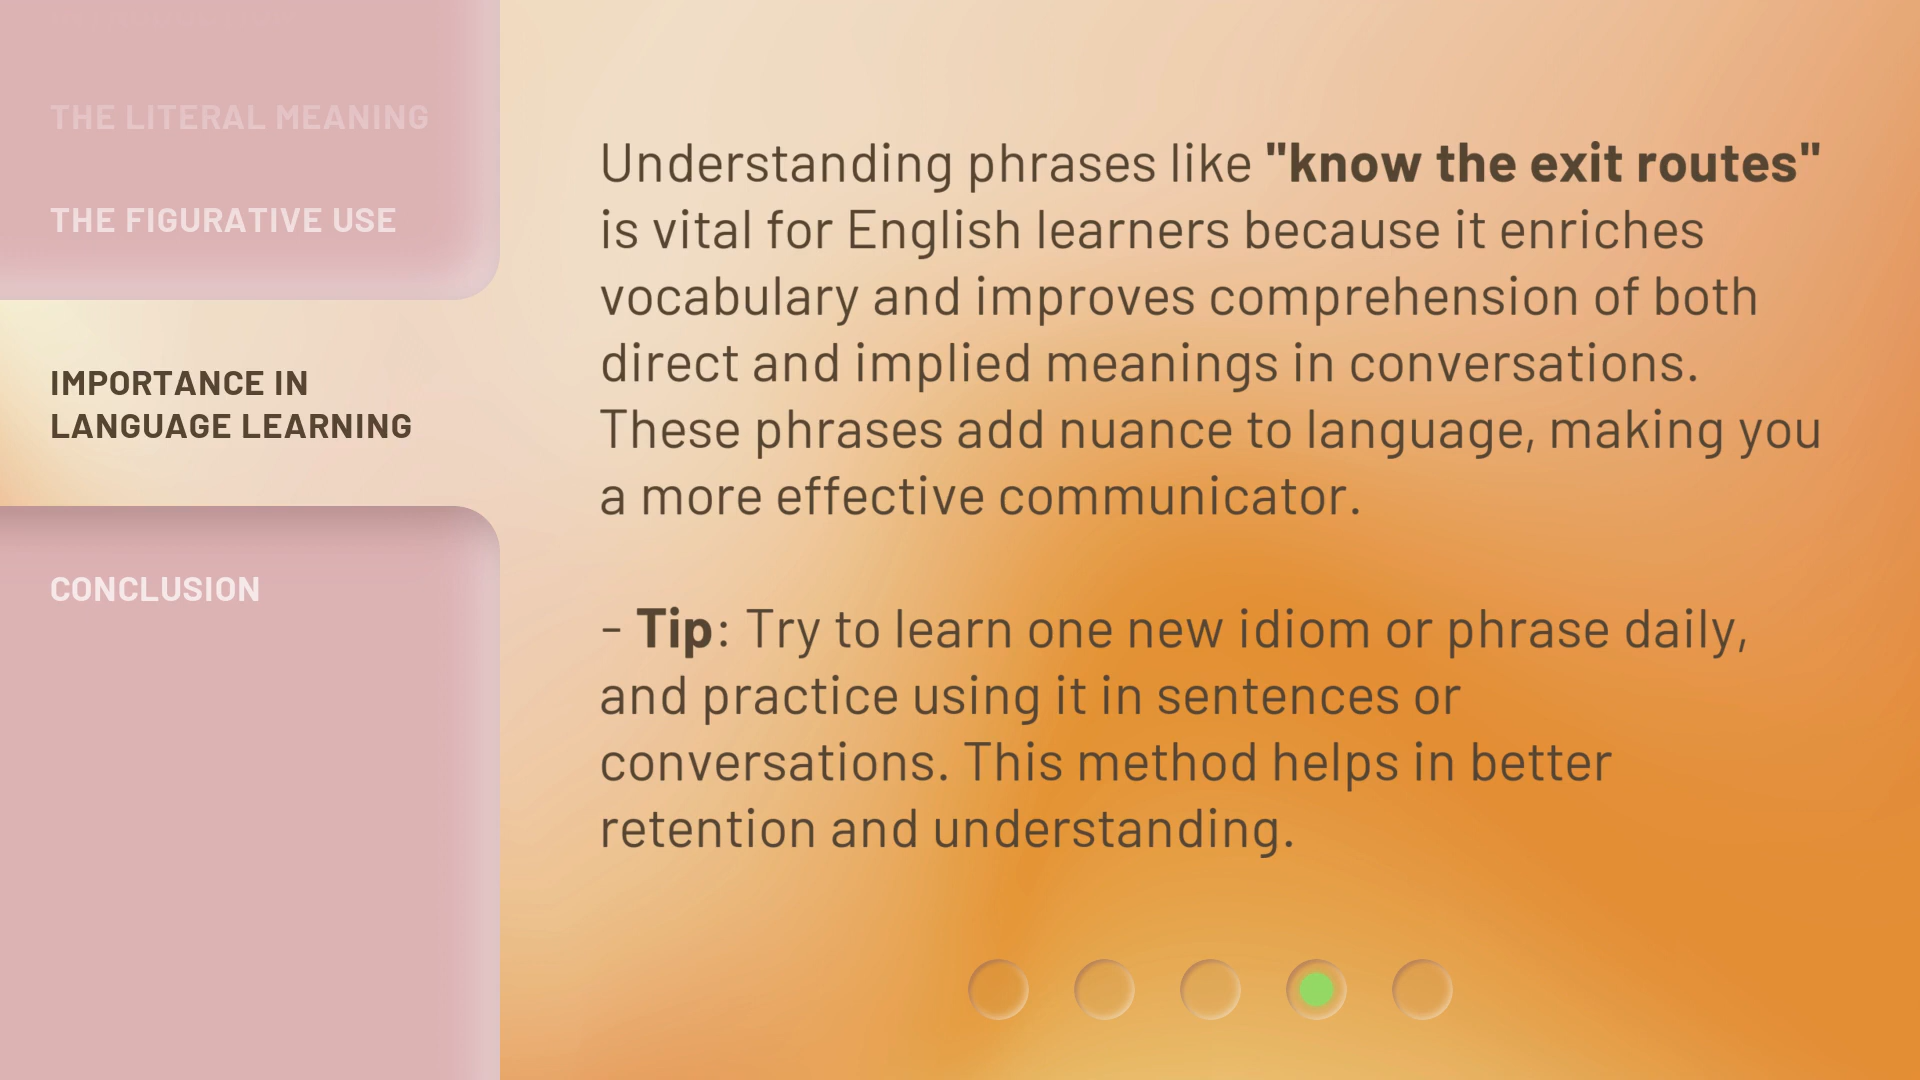 THE LITERAL MEANING
THE FIGURATIVE USE
IMPORTANCE IN
LANGUAGE LEARNING
CONCLUSION
Understanding phrases like "know the exit routes"
is vital for English learners because it enriches
vocabulary and improves comprehension of both
direct and implied meanings in conversations.
These phrases add nuance to language, making you
a more effective communicator.
- Tip: Try to learn one new idiom or phrase daily,
and practice using it in sentences or
conversations. This method helps in better
retention and understanding.